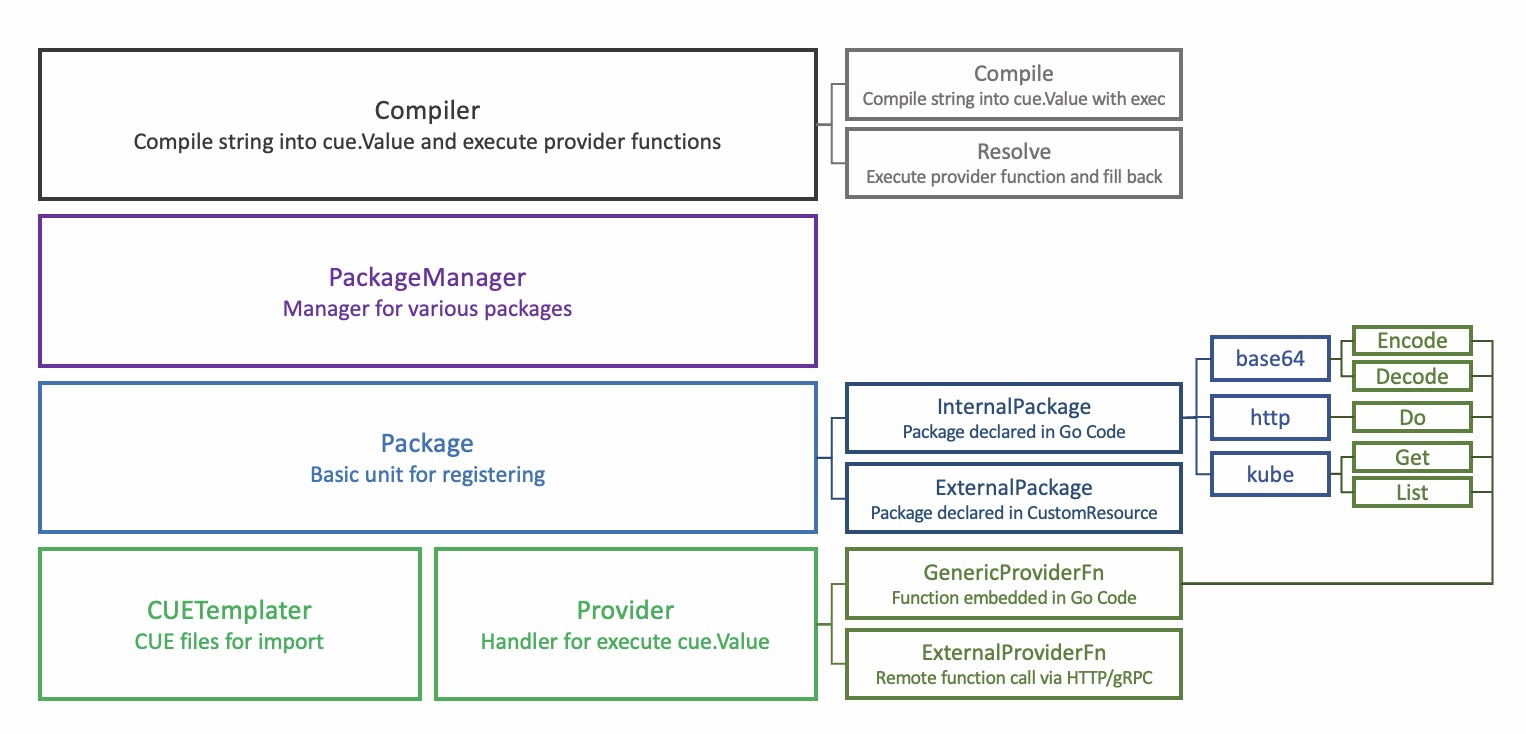 Compiler
Compile string into cue.Value and execute provider functions
Compile
Compile string into cue.Value with exec
Resolve
Execute provider function and fill back
PackageManager
Manager for various packages
Package
Basic unit for registering
InternalPackage
Package declared in Go Code
ExternalPackage
Package declared in CustomResource
base64
Encode
Decode
http
Do
kube
Get
List
CUETemplater
CUE files for import
Provider
Handler for execute cue.Value
GenericProviderFn
Function embedded in Go Code
ExternalProviderFn
Remote function call via HTTP/gRPC